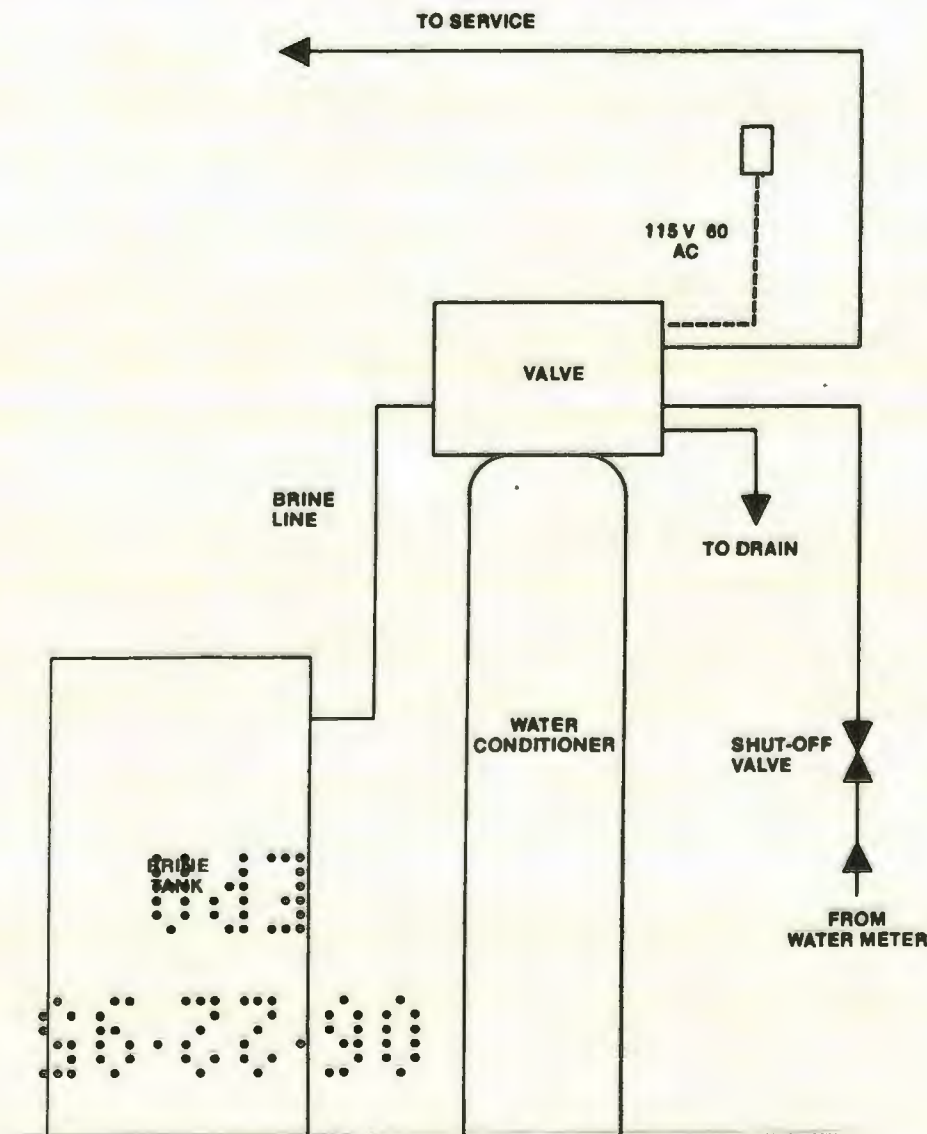 TO SERVICE
115 V 60
AC
VALVE
BRINE
LINE
TO DRAIN
WATER
CONDITIONER
SHUT-OFF
VALVE
BRINE
TANK
FROM
WATER METER